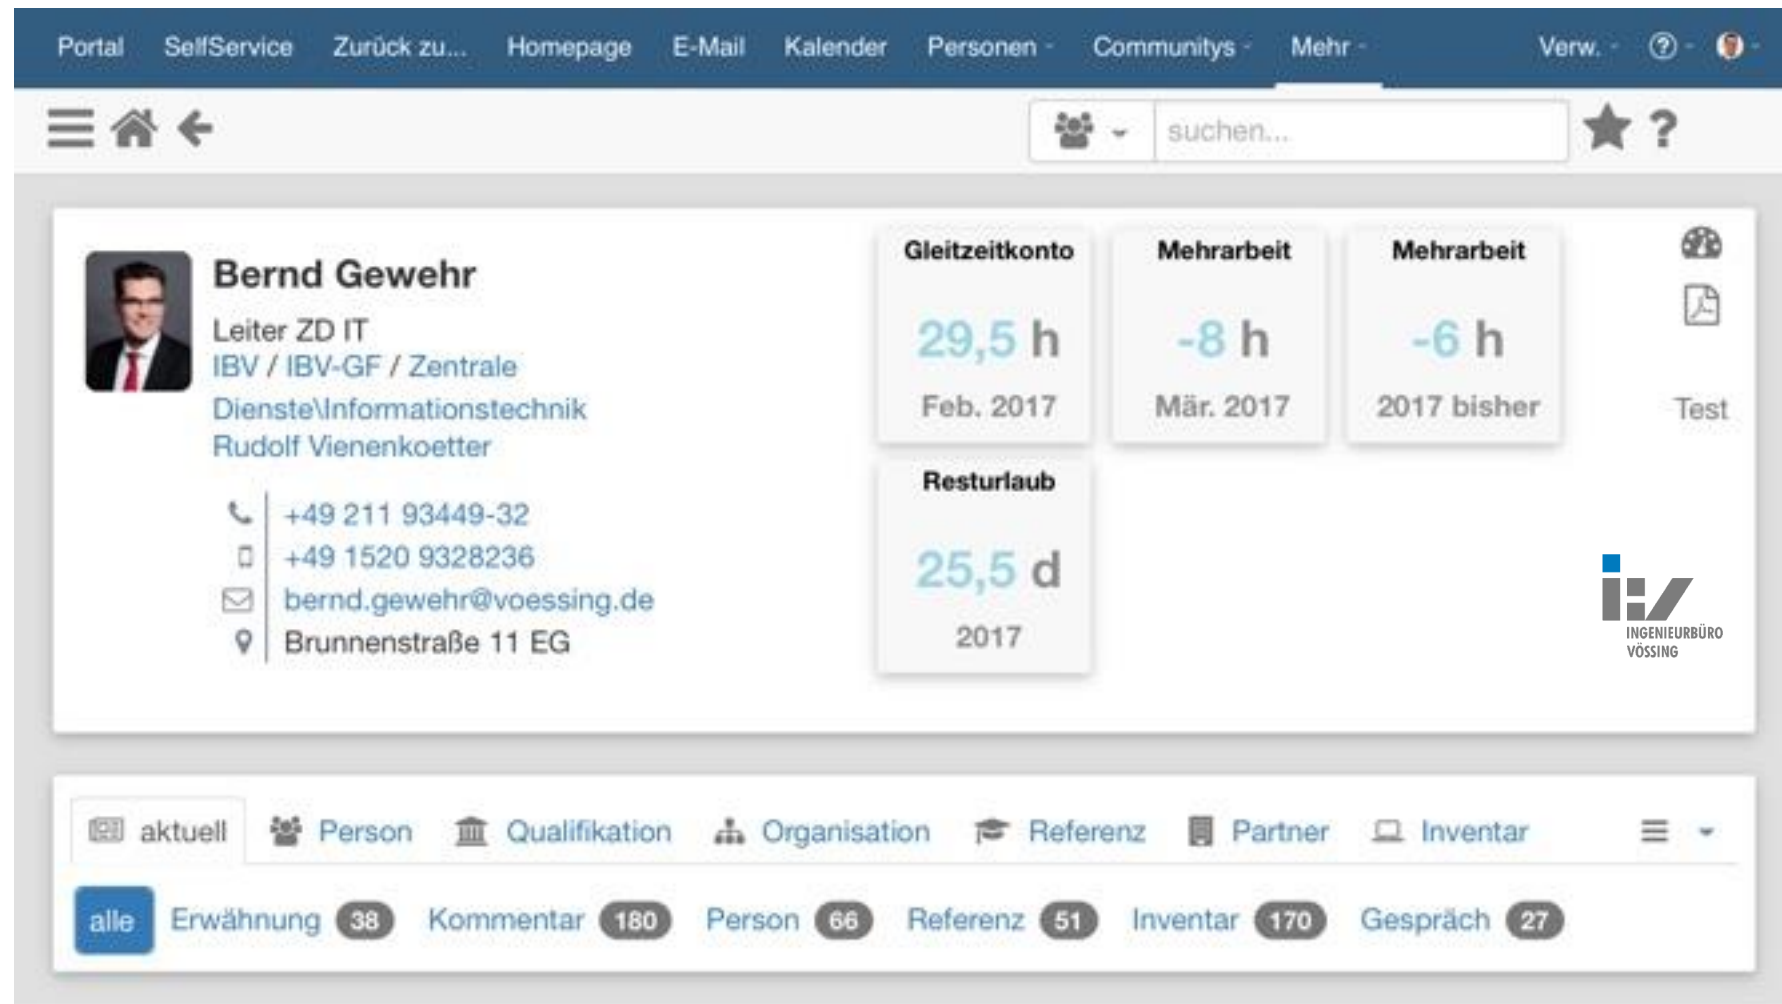 Portal SelfService Zurück zu... Homepage E-Mail Kalender Personen Communitys Mehr Verw.
suchen...
Bernd Gewehr
Leiter ZD IT
IBV / IBV-GF / Zentrale
Dienste\Informationstechnik
Rudolf Vienenkoetter
+49 211 93449-32
+49 1520 9328236
bernd.gewehr@voessing.de
Brunnenstraße 11 EG
Gleitzeitkonto
29,5 h
Feb. 2017
Mehrarbeit
-8 h
Mär. 2017
Mehrarbeit
-6 h
2017 bisher
Resturlaub
25,5 d
2017
Test
INGENIEURBÜRO
VÖSSING
aktuell Person Qualifikation Organisation Referenz Partner Inventar
alle Erwähnung 38 Kommentar 180 Person 66 Referenz 51 Inventar 170 Gespräch 27